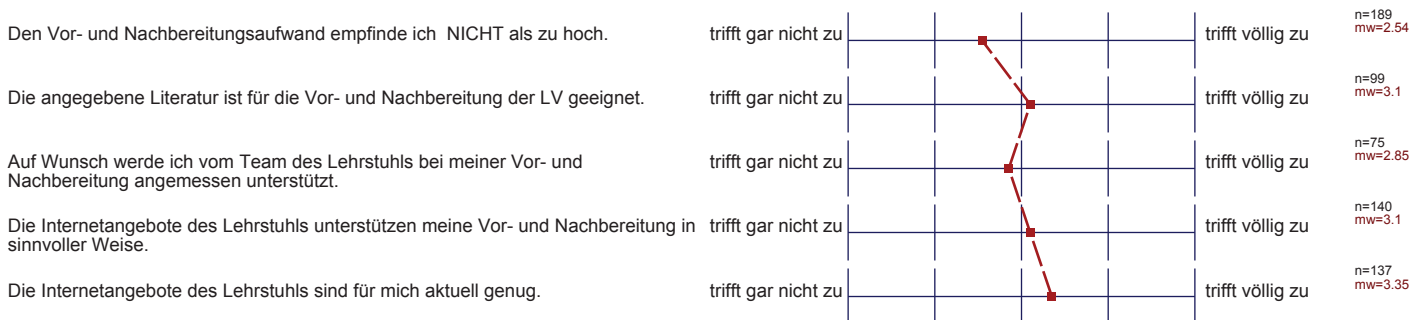 Den Vor- und Nachbereitungsaufwand empfinde ich  NICHT als zu hoch. trifft gar nicht zu trifft völlig zu n=189
mw=2.54
Die angegebene Literatur ist für die Vor- und Nachbereitung der LV geeignet. trifft gar nicht zu trifft völlig zu n=99
mw=3.1
Auf Wunsch werde ich vom Team des Lehrstuhls bei meiner Vor- und
Nachbereitung angemessen unterstützt. trifft gar nicht zu trifft völlig zu n=75
mw=2.85
Die Internetangebote des Lehrstuhls unterstützen meine Vor- und Nachbereitung in
sinnvoller Weise. trifft gar nicht zu trifft völlig zu n=140
mw=3.1
Die Internetangebote des Lehrstuhls sind für mich aktuell genug. trifft gar nicht zu trifft völlig zu n=137
mw=3.35